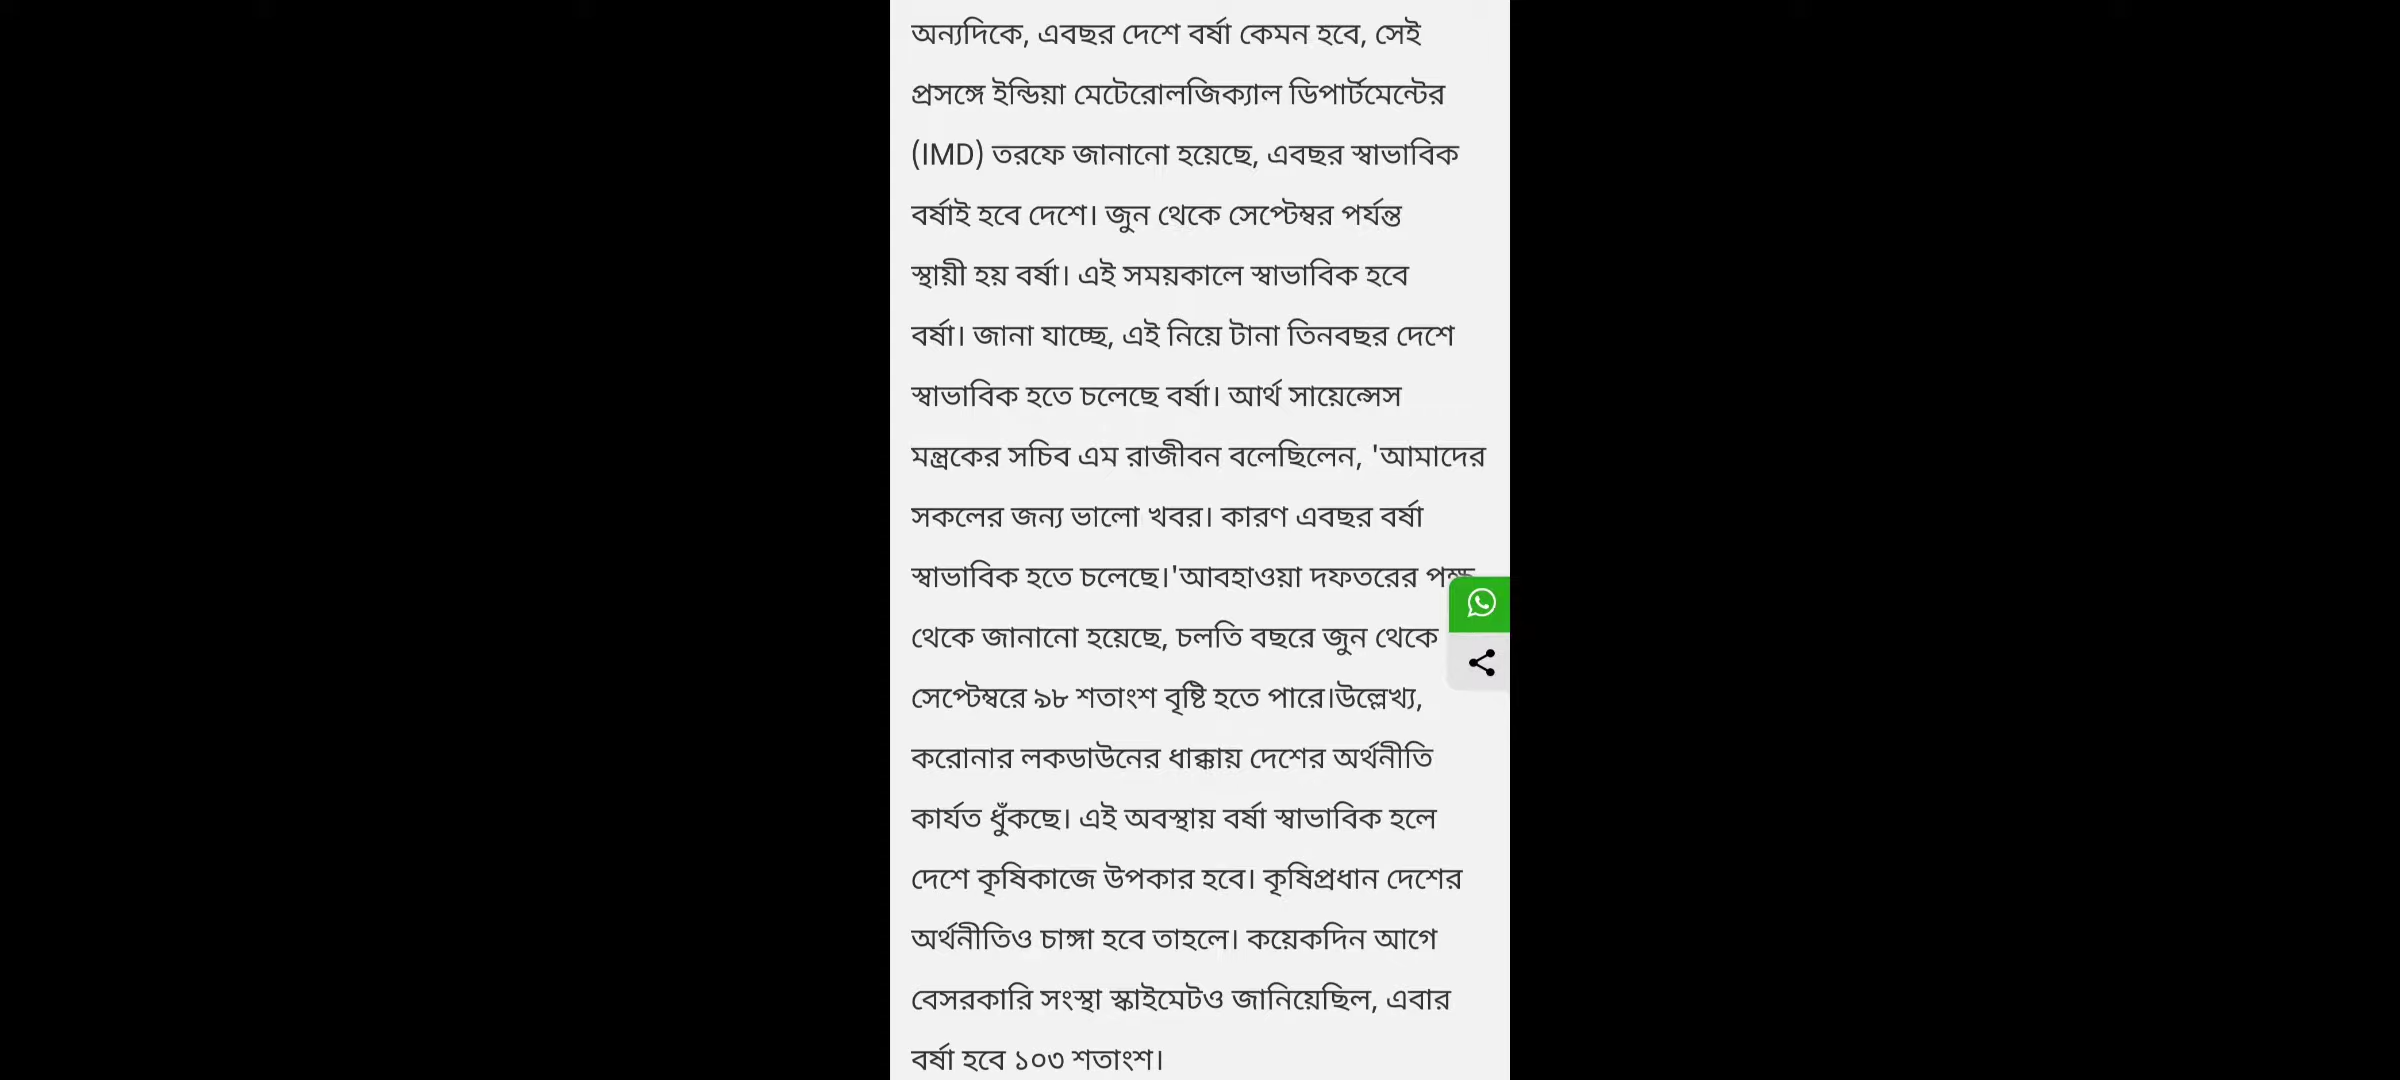 অন্যদিকে, এবছর দেশে বর্ষা কেমন হবে, সেই
প্রসঙ্গে ইন্ডিয়া মেটেরোলজিক্যাল ডিপার্টমেন্টের
(IMD) তরফে জানানো হয়েছে, এবছর স্বাভাবিক
বর্ষাই হবে দেশে। জুন থেকে সেপ্টেম্বর পর্যন্ত
স্থায়ী হয় বর্ষা। এই সময়কালে স্বাভাবিক হবে
বর্ষা। জানা যাচ্ছে, এই নিয়ে টানা তিনবছর দেশে
স্বাভাবিক হতে চলেছে বর্ষা। আর্থ সায়েন্সেস
মন্ত্রকের সচিব এম রাজীবন বলেছিলেন, 'আমাদের
সকলের জন্য ভালো খবর। কারণ এবছর বর্ষা
স্বাভাবিক হতে চলেছে।'আবহাওয়া দফতরের পক্ষ
থেকে জানানো হয়েছে, চলতি বছরে জুন থেকে
সেপ্টেম্বরে ৯৮ শতাংশ বৃষ্টি হতে পারে।উল্লেখ্য,
করোনার লকডাউনের ধাক্কায় দেশের অর্থনীতি
কার্যত ধুঁকছে। এই অবস্থায় বর্ষা স্বাভাবিক হলে
দেশে কৃষিকাজে উপকার হবে। কৃষিপ্রধান দেশের
অর্থনীতিও চাঙ্গা হবে তাহলে। কয়েকদিন আগে
বেসরকারি সংস্থা স্কাইমেটও জানিয়েছিল, এবার
বর্ষা হবে ১০৩ শতাংশ।